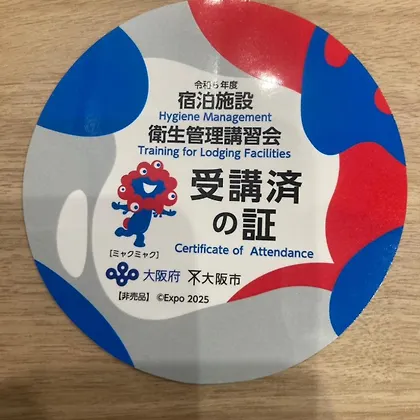 令和6年度
宿泊施設
Hygiene Management
衛生管理講習会
Training for Lodging Facilities
受講済
の証
Certificate of Attendance
[ミャクミャク]
大阪府 大阪市
【非売品】 ©Expo 2025